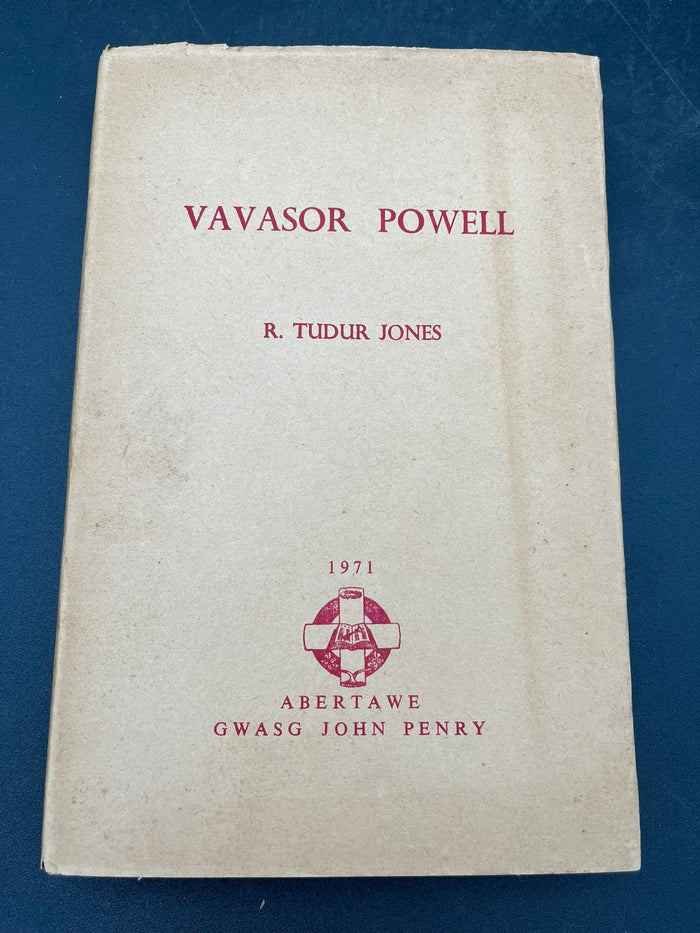 VAVASOR POWELL
R. TUDUR JONES
1971
ABERTAWE
GWASG JOHN PENRY